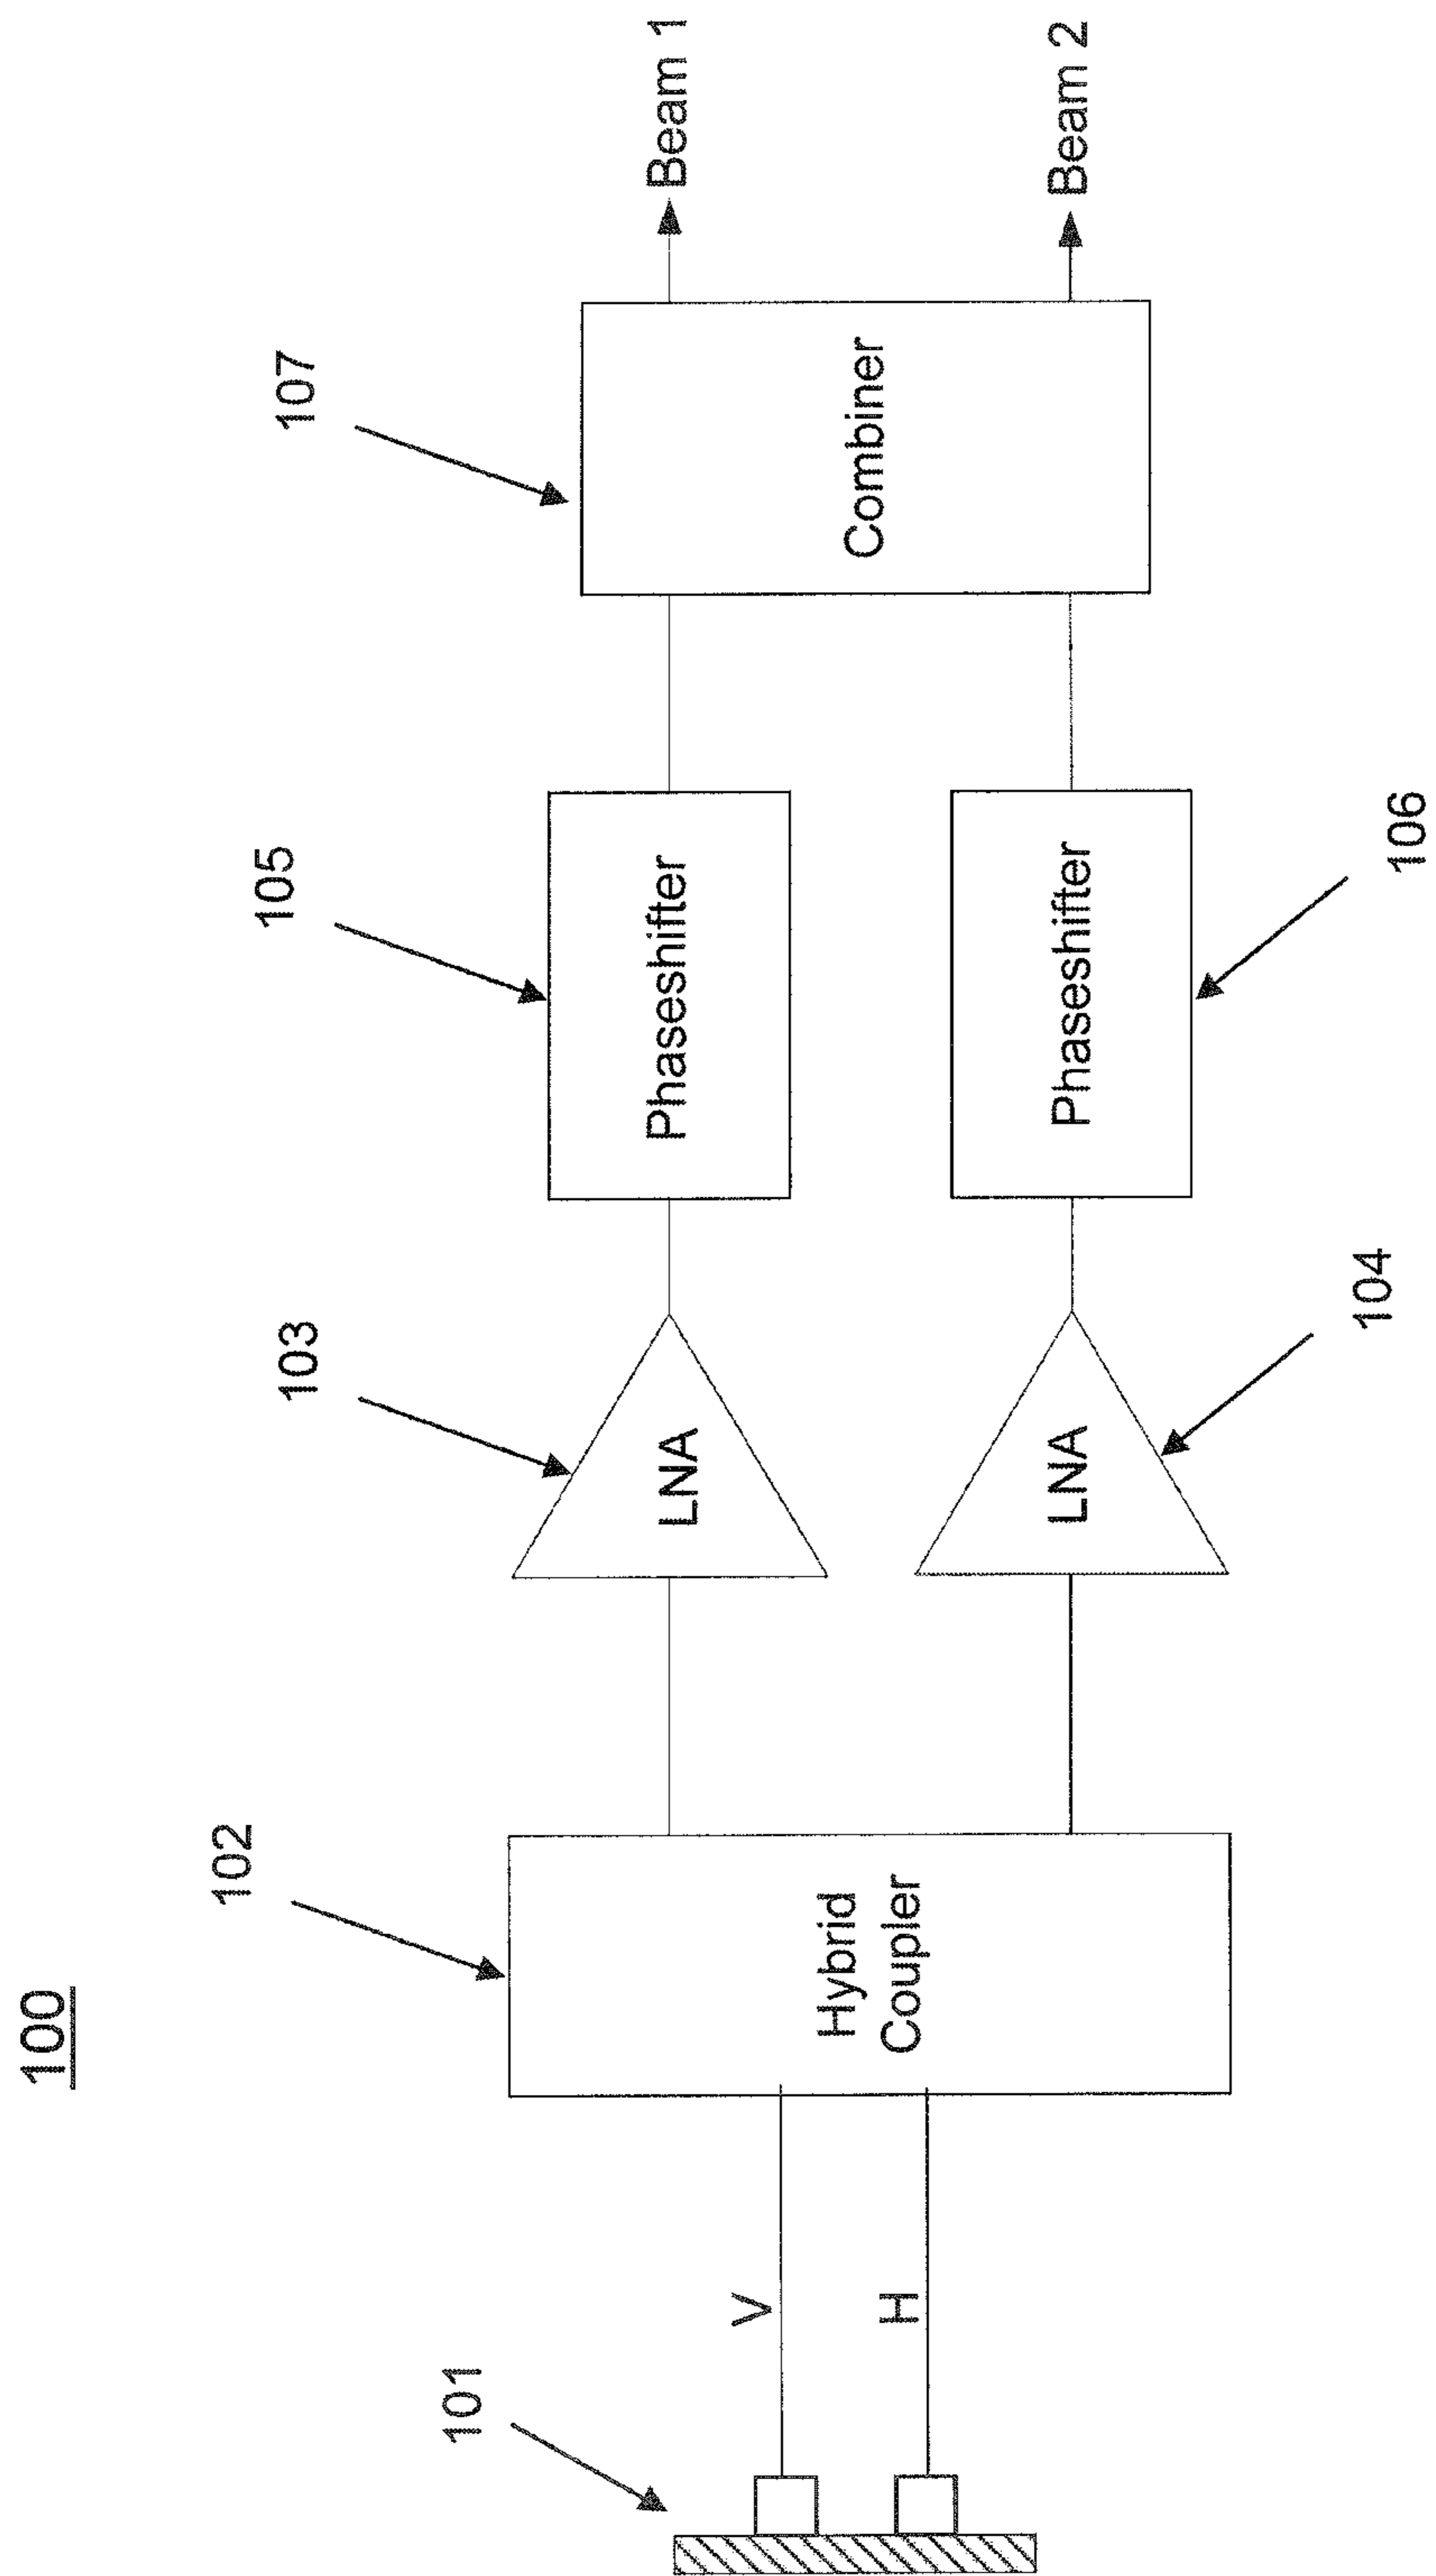 100
101
V
H
102
Hybrid
Coupler
103
LNA
104
LNA
105
Phaseshifter
106
Phaseshifter
107
Combiner
Beam 1
Beam 2